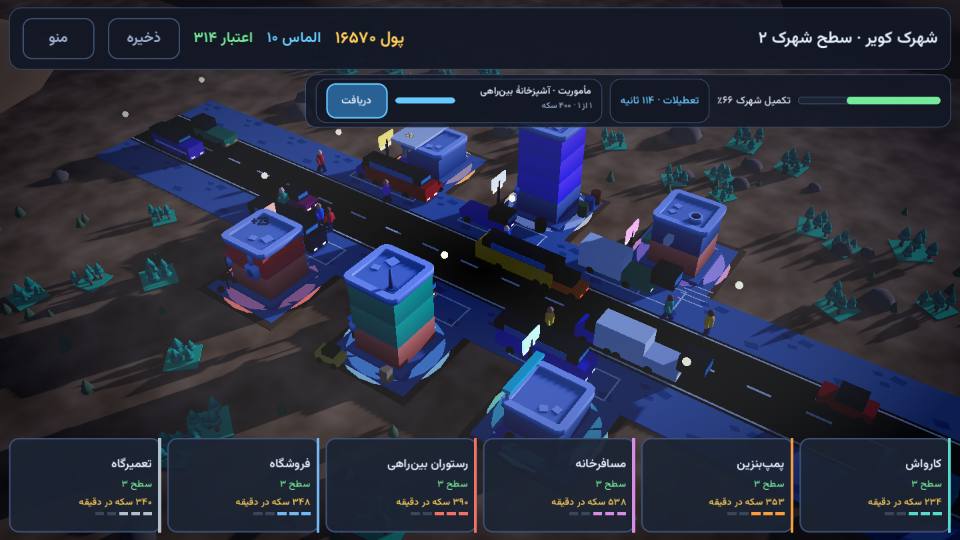 شهرک کویر · سطح شهرک ۲
پول ۱۶۵۷۰
الماس ۱۰
اعتبار ۳۱۴
ذخیره
منو
تکمیل شهرک ۶۶٪
تعطیلات · ۱۱۴ ثانیه
مأموریت · آشپزخانهٔ بین‌راهی
۱ از ۱ · ۴۰۰ سکه
دریافت
کارواش
سطح ۳
۲۳۴ سکه در دقیقه
پمپ‌بنزین
سطح ۳
۳۵۳ سکه در دقیقه
مسافرخانه
سطح ۳
۵۳۸ سکه در دقیقه
رستوران بین‌راهی
سطح ۳
۳۹۰ سکه در دقیقه
فروشگاه
سطح ۳
۳۴۸ سکه در دقیقه
تعمیرگاه
سطح ۳
۳۴۰ سکه در دقیقه